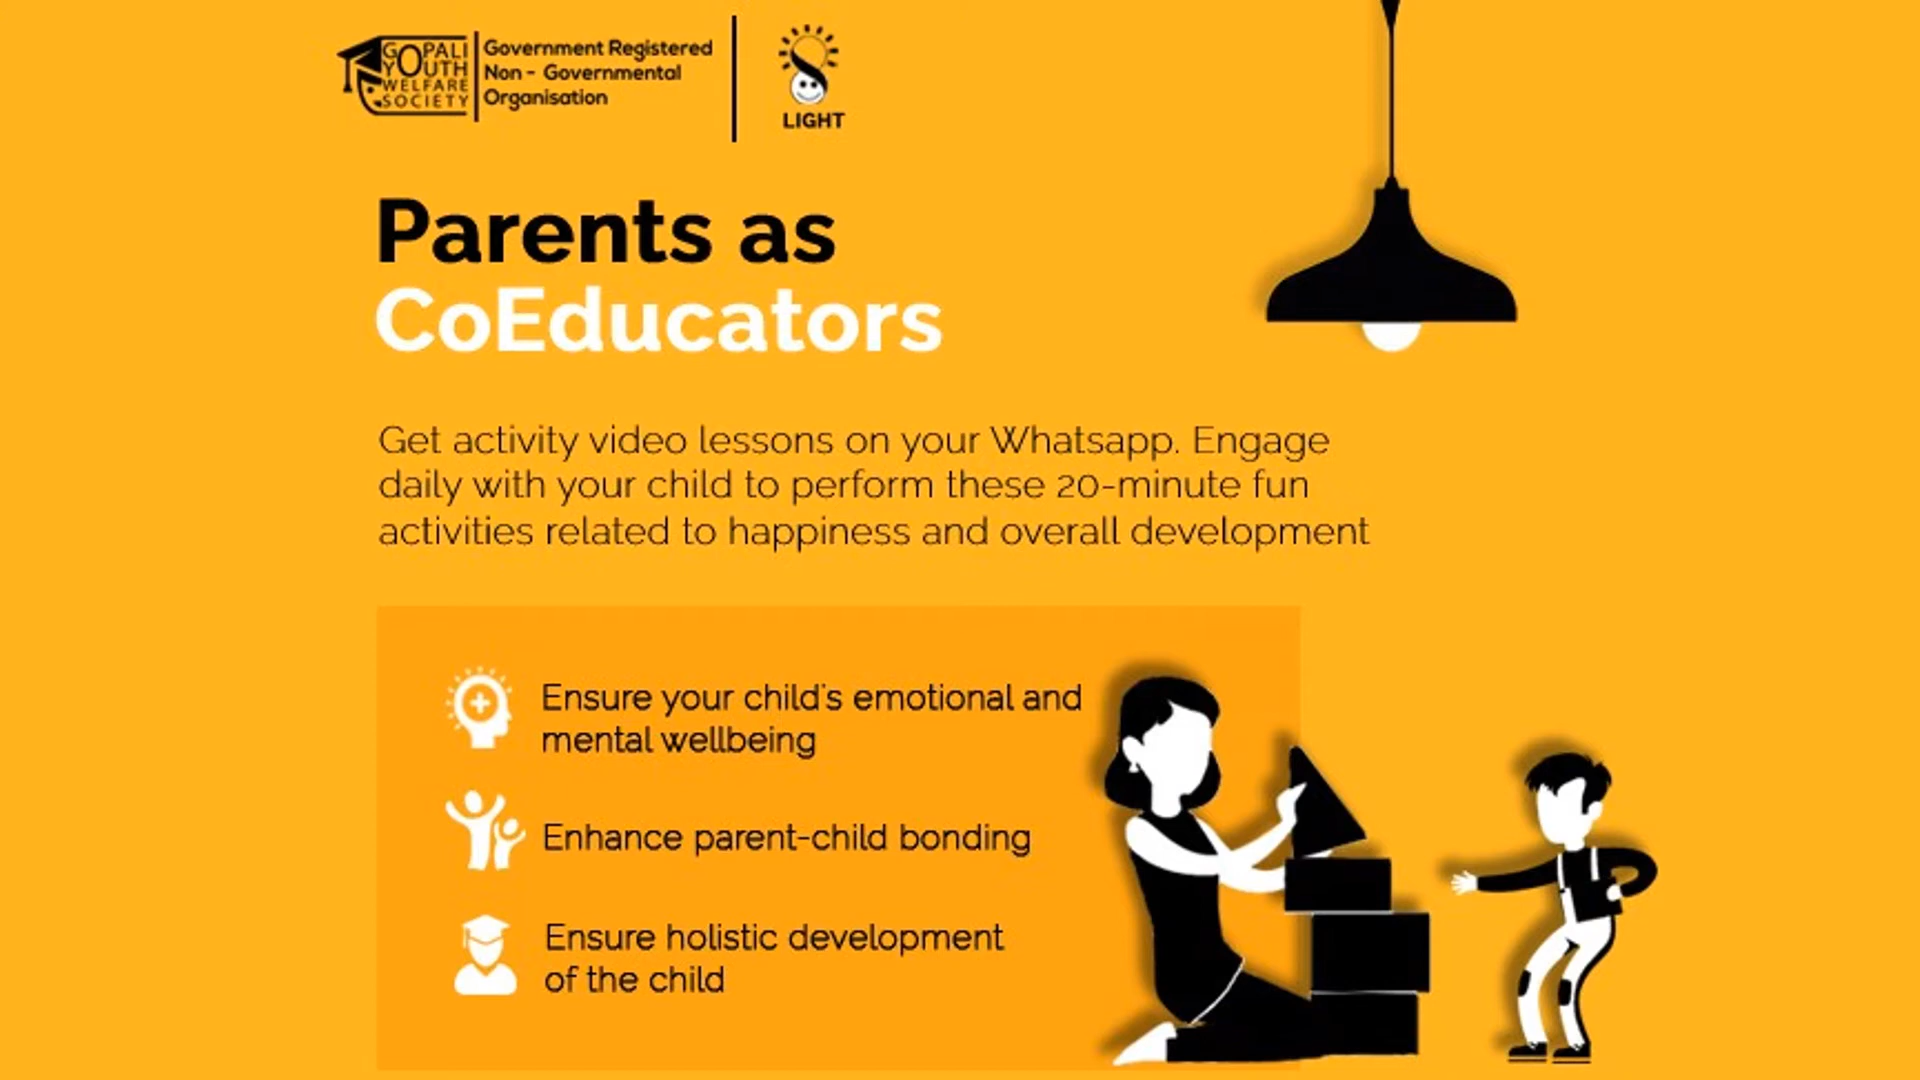 GOPALI
YOUTH
WELFARE
SOCIETY
Government Registered
Non - Governmental
Organisation
LIGHT
Parents as
CoEducators
Get activity video lessons on your Whatsapp. Engage
daily with your child to perform these 20-minute fun
activities related to happiness and overall development
Ensure your child's emotional and
mental wellbeing
Enhance parent-child bonding
Ensure holistic development
of the child